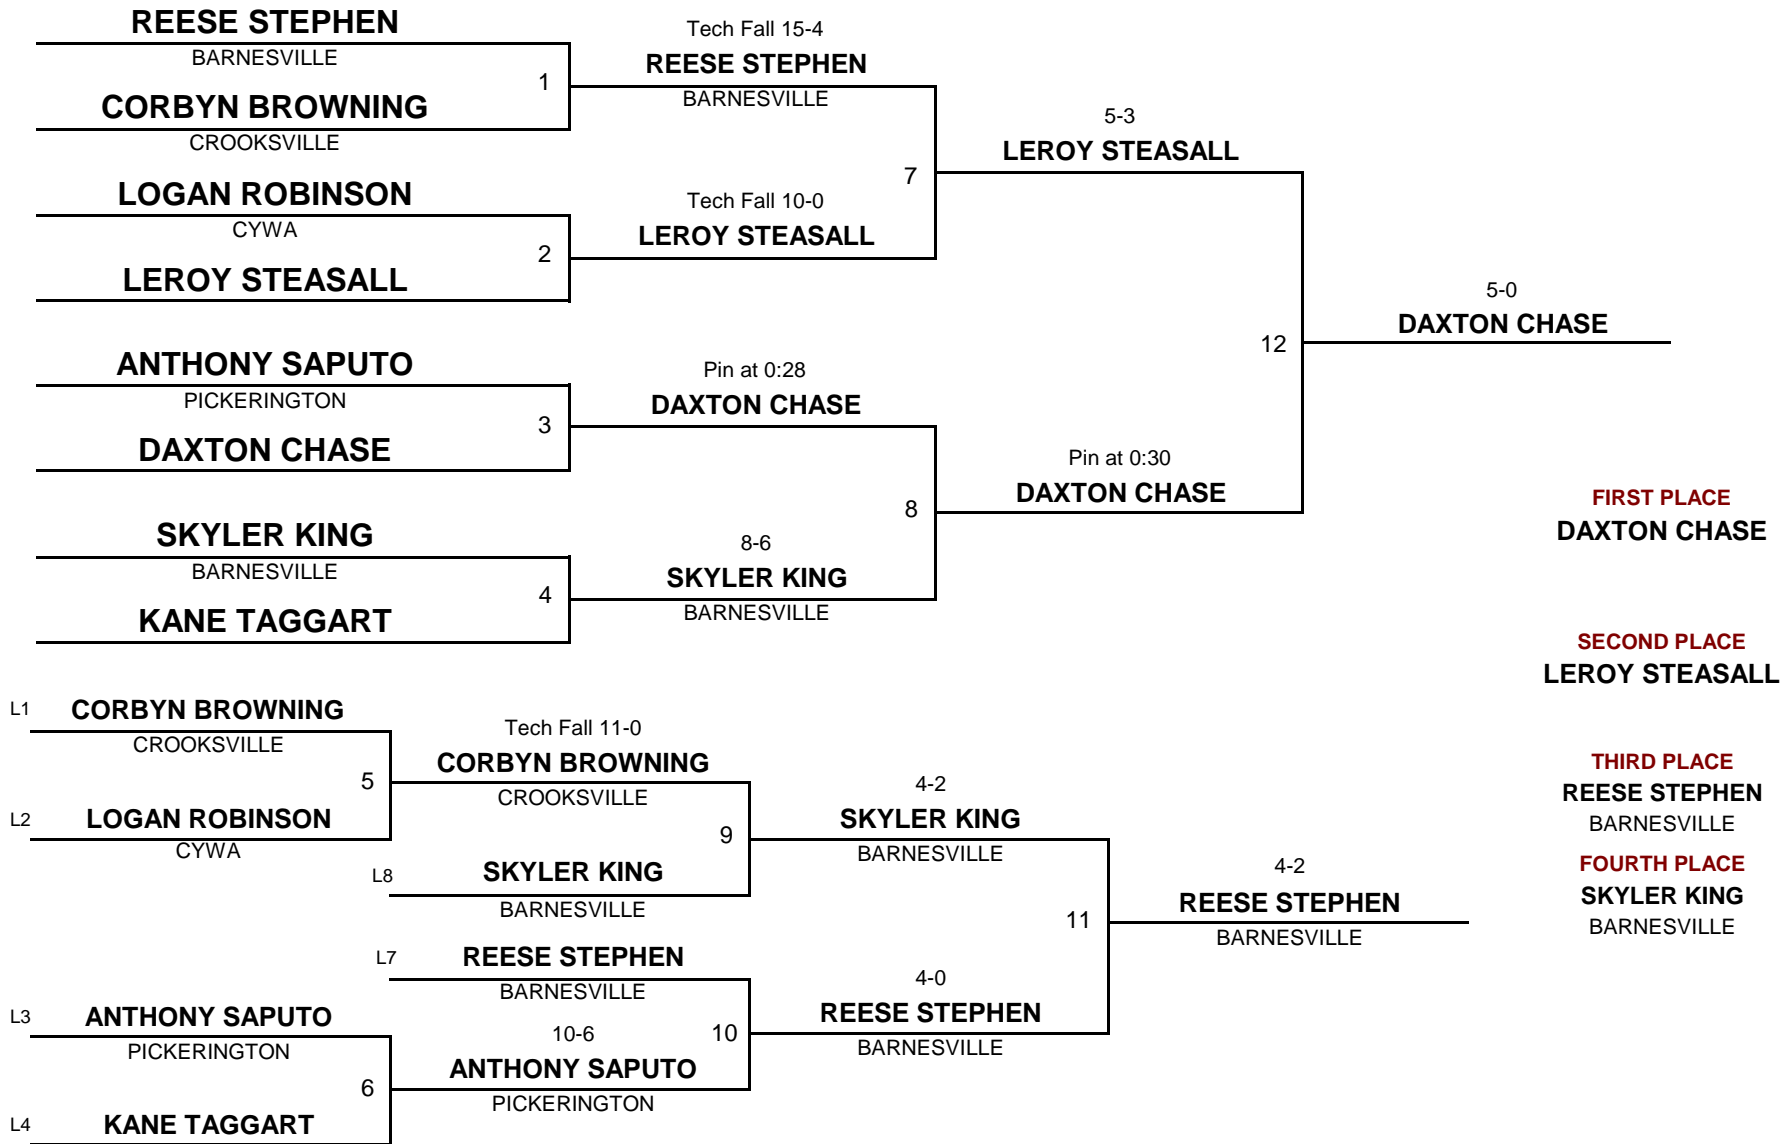 REESE STEPHEN
BARNESVILLE
1
CORBYN BROWNING
CROOKSVILLE
Tech Fall 15-4
REESE STEPHEN
BARNESVILLE
LOGAN ROBINSON
CYWA
2
LEROY STEASALL
Tech Fall 10-0
LEROY STEASALL
7
5-3
LEROY STEASALL
ANTHONY SAPUTO
PICKERINGTON
3
DAXTON CHASE
Pin at 0:28
DAXTON CHASE
SKYLER KING
BARNESVILLE
4
KANE TAGGART
8-6
SKYLER KING
BARNESVILLE
8
Pin at 0:30
DAXTON CHASE
12
5-0
DAXTON CHASE
FIRST PLACE
DAXTON CHASE
SECOND PLACE
LEROY STEASALL
THIRD PLACE
REESE STEPHEN
BARNESVILLE
FOURTH PLACE
SKYLER KING
BARNESVILLE
L1 CORBYN BROWNING
CROOKSVILLE
5
L2 LOGAN ROBINSON
CYWA
Tech Fall 11-0
CORBYN BROWNING
CROOKSVILLE
9
L8 SKYLER KING
BARNESVILLE
4-2
SKYLER KING
BARNESVILLE
L7 REESE STEPHEN
BARNESVILLE
10
L3 ANTHONY SAPUTO
PICKERINGTON
6
L4 KANE TAGGART
10-6
ANTHONY SAPUTO
PICKERINGTON
4-0
REESE STEPHEN
BARNESVILLE
11
4-2
REESE STEPHEN
BARNESVILLE